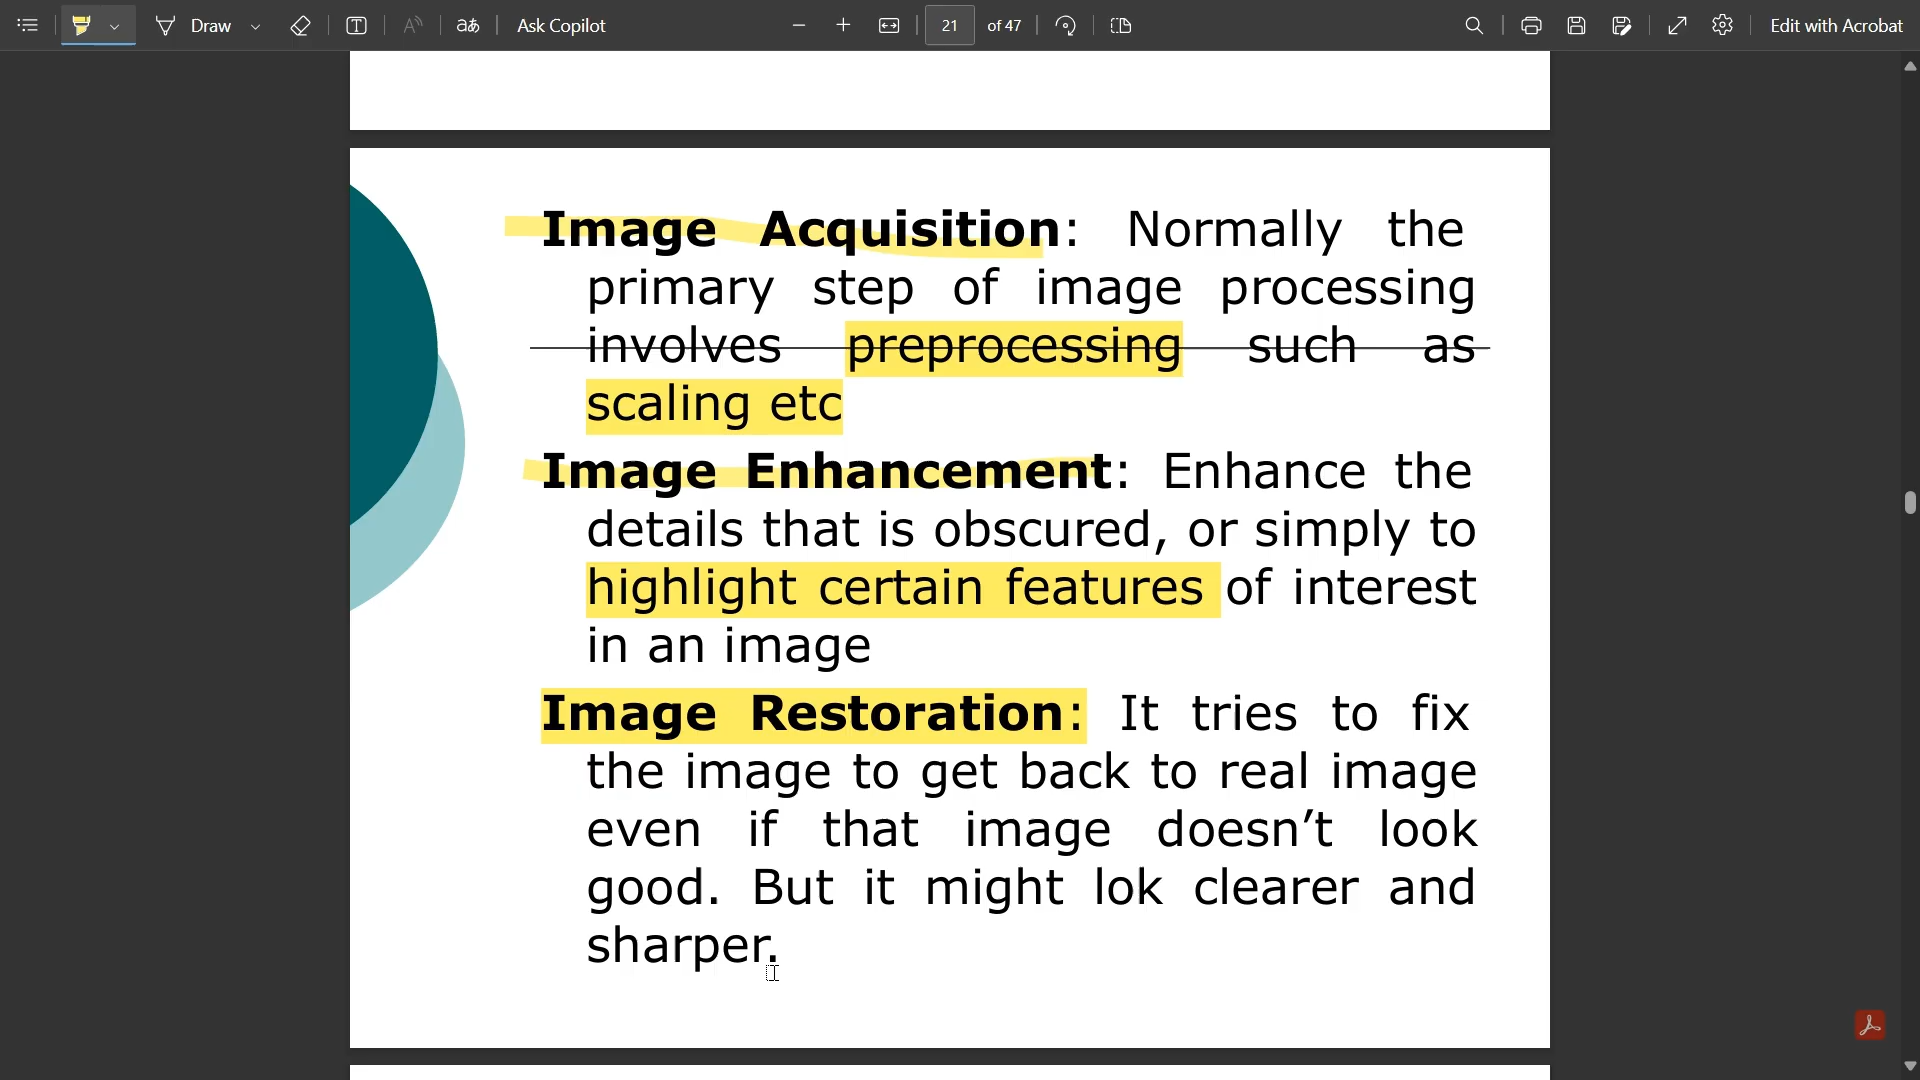 Draw
Ask Copilot
21 of 47
Edit with Acrobat
Image Acquisition: Normally the
primary step of image processing
involves preprocessing such as
scaling etc
Image Enhancement: Enhance the
details that is obscured, or simply to
highlight certain features of interest
in an image
Image Restoration: It tries to fix
the image to get back to real image
even if that image doesn’t look
good. But it might lok clearer and
sharper.